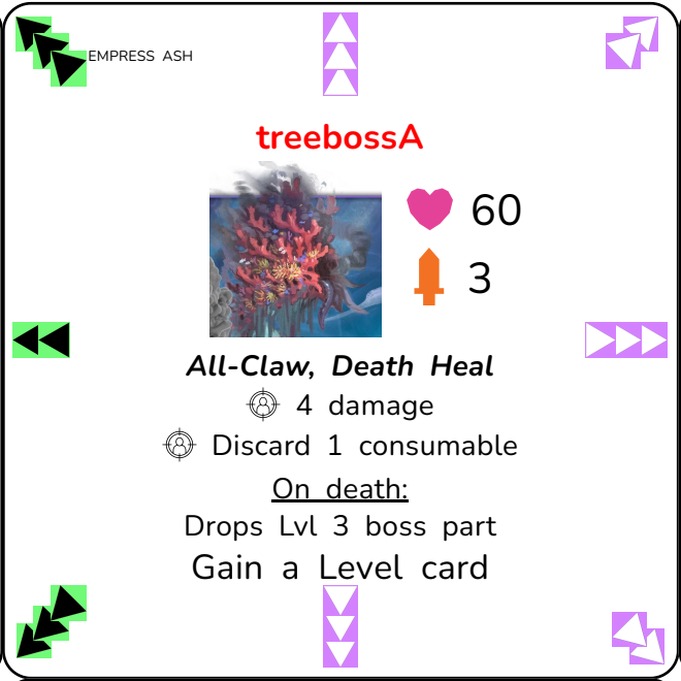 EMPRESS ASH
treebossA
60
3
All-Claw, Death Heal
4 damage
Discard 1 consumable
On death:
Drops Lvl 3 boss part
Gain a Level card